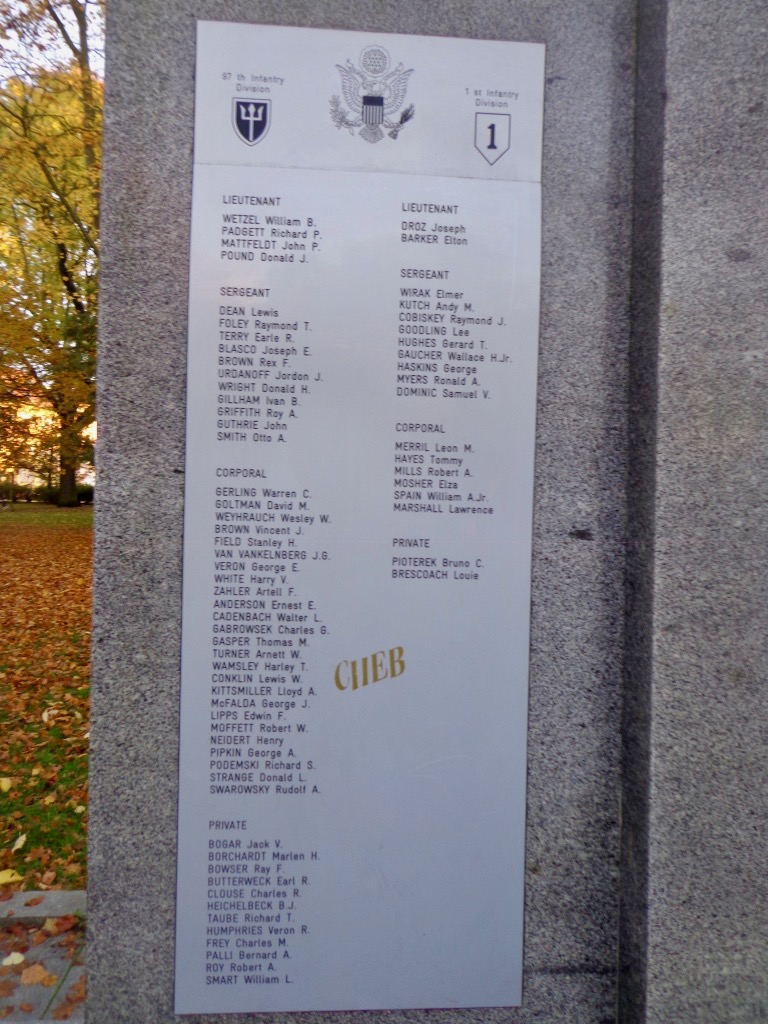 97 th Infantry
Division
1 st Infantry
Division
1
LIEUTENANT
WETZEL William B.
PADGETT Richard P.
MATTFELDT John P.
POUND Donald J.
SERGEANT
DEAN Lewis
FOLEY Raymond T.
TERRY Earle R.
BLASCO Joseph E.
BROWN Rex F.
URDANOFF Jordon J.
WRIGHT Donald H.
GILLHAM Ivan B.
GRIFFITH Roy A.
GUTHRIE John
SMITH Otto A.
CORPORAL
GERLING Warren C.
GOLTMAN David M.
WEYHRAUCH Wesley W.
BROWN Vincent J.
FIELD Stanley H.
VAN VANKELNBERG J.G.
VERON George E.
WHITE Harry V.
ZAHLER Artell F.
ANDERSON Ernest E.
CADENBACH Walter L.
GABROWSEK Charles G.
GASPER Thomas M.
TURNER Arnett W.
WAMSLEY Harley T.
CONKLIN Lewis W.
KITTSMILLER Lloyd A.
McFALDA George J.
LIPPS Edwin F.
MOFFETT Robert W.
NEIDERT Henry
PIPKIN George A.
PODEMSKI Richard S.
STRANGE Donald L.
SWAROWSKY Rudolf A.
PRIVATE
BOGAR Jack V.
BORCHARDT Marlen H.
BOWSER Ray F.
BUTTERWECK Earl R.
CLOUSE Charles R.
HEICHELBECK B.J.
TAUBE Richard T.
HUMPHRIES Veron R.
FREY Charles M.
PALLI Bernard A.
ROY Robert A.
SMART William L.
LIEUTENANT
DROZ Joseph
BARKER Elton
SERGEANT
WIRAK Elmer
KUTCH Andy M.
COBISKEY Raymond J.
GOODLING Lee
HUGHES Gerard T.
GAUCHER Wallace H.Jr.
HASKINS George
MYERS Ronald A.
DOMINIC Samuel V.
CORPORAL
MERRIL Leon M.
HAYES Tommy
MILLS Robert A.
MOSHER Elza
SPAIN William A.Jr.
MARSHALL Lawrence
PRIVATE
PIOTEREK Bruno C.
BRESCOACH Louie
CHEB